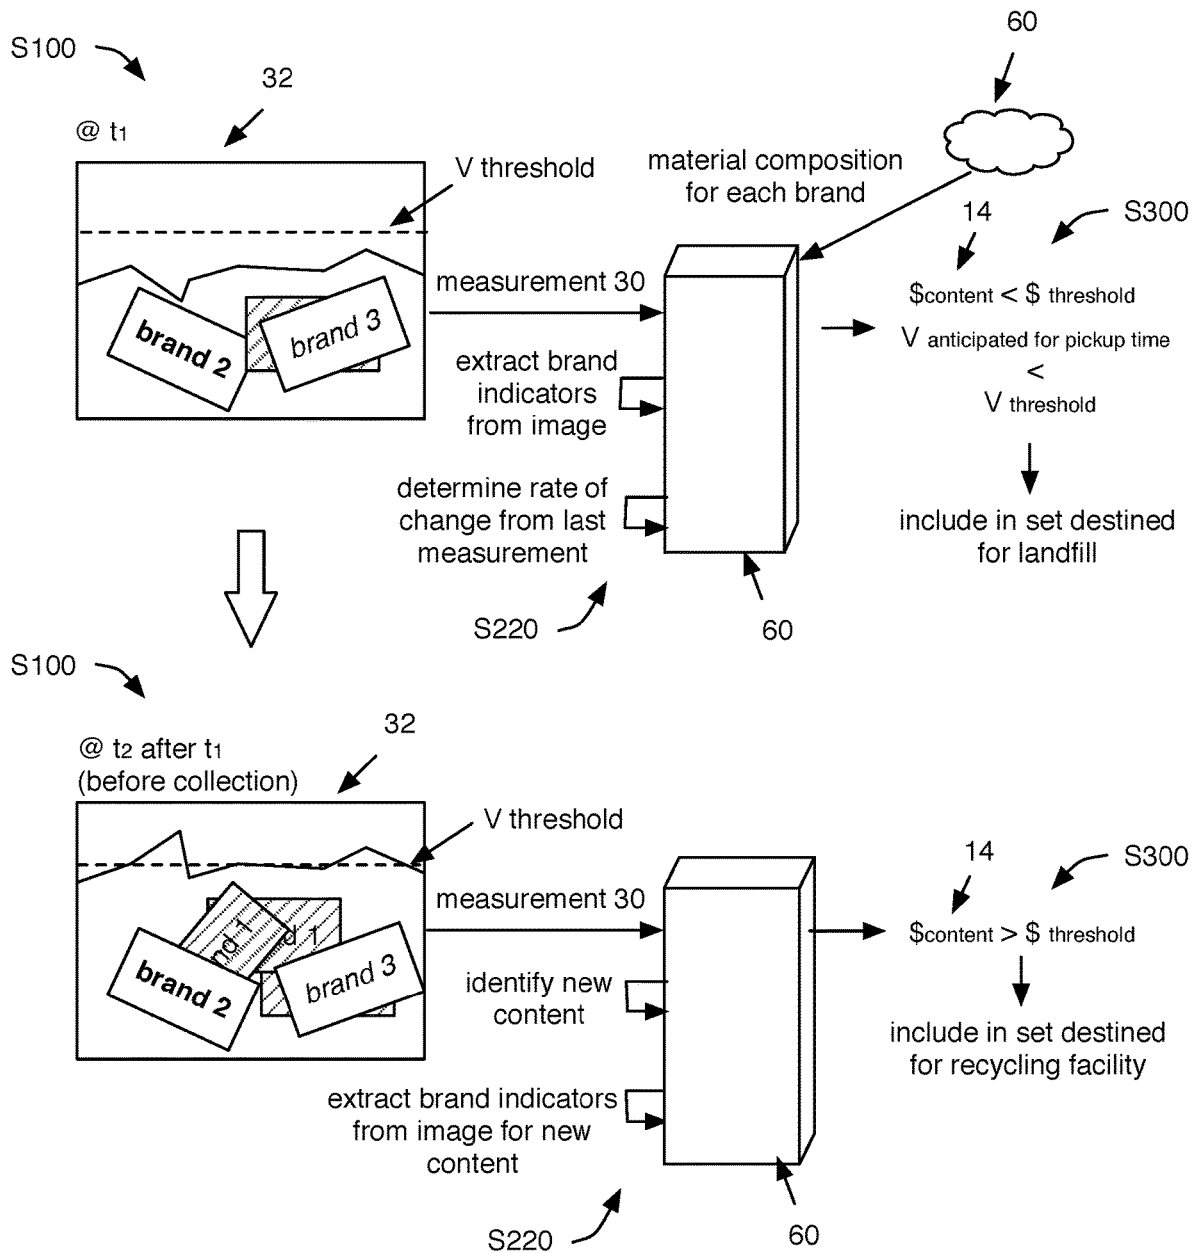 S100
32
60
@ t1
V threshold
material composition
for each brand
14
S300
measurement 30
brand 2
brand 3
$content < $ threshold
V anticipated for pickup time
<
V threshold
extract brand
indicators
from image
determine rate of
change from last
measurement
include in set destined
for landfill
S220
60
S100
32
@ t2 after t1
(before collection)
V threshold
14
S300
measurement 30
nd 1
d 1
brand 2
brand 3
$content > $ threshold
identify new
content
include in set destined
for recycling facility
extract brand indicators
from image for new
content
S220
60